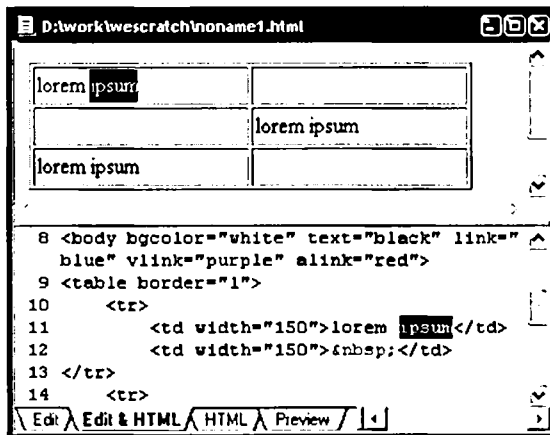 D:\work\wescratch\noname1.html
lorem ipsum
lorem ipsum
lorem ipsum
8 <body bgcolor="white" text="black" link="
blue" vlink="purple" alink="red">
9 <table border="1">
10 <tr>
11 <td width="150">lorem ipsum</td>
12 <td width="150">&nbsp;</td>
13 </tr>
14 <tr>
Edit Edit & HTML HTML Preview